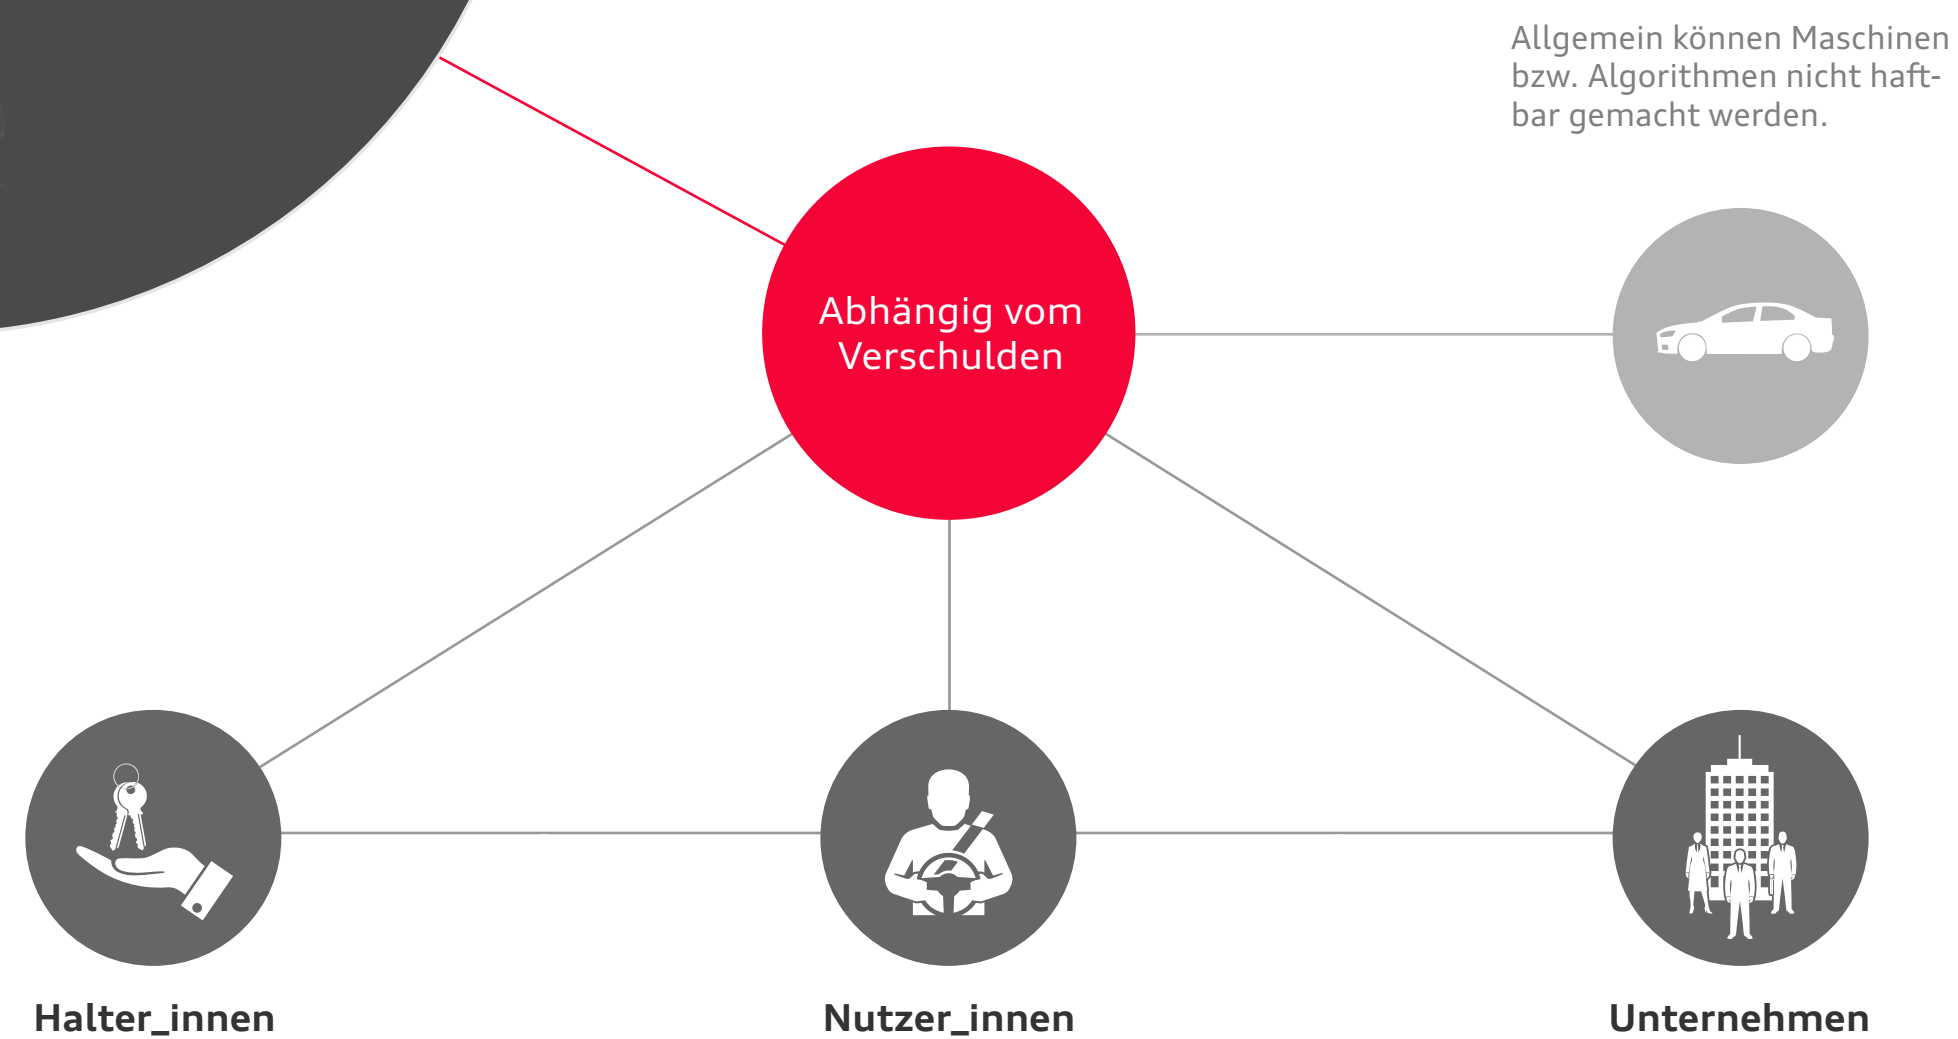 Allgemein können Maschinen
bzw. Algorithmen nicht haft-
bar gemacht werden.
Abhängig vom
Verschulden
Halter_innen
Nutzer_innen
Unternehmen